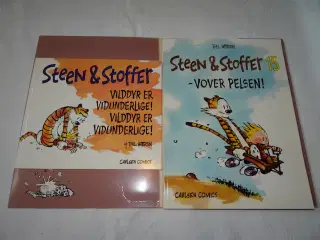 Steen & Stoffer
VILDDYR ER
VIDUNDERLIGE!
VILDDYR ER
VIDUNDERLIGE!
CARLSEN COMICS
Steen & Stoffer 15
-VOVER PELSEN!
CARLSEN COMICS